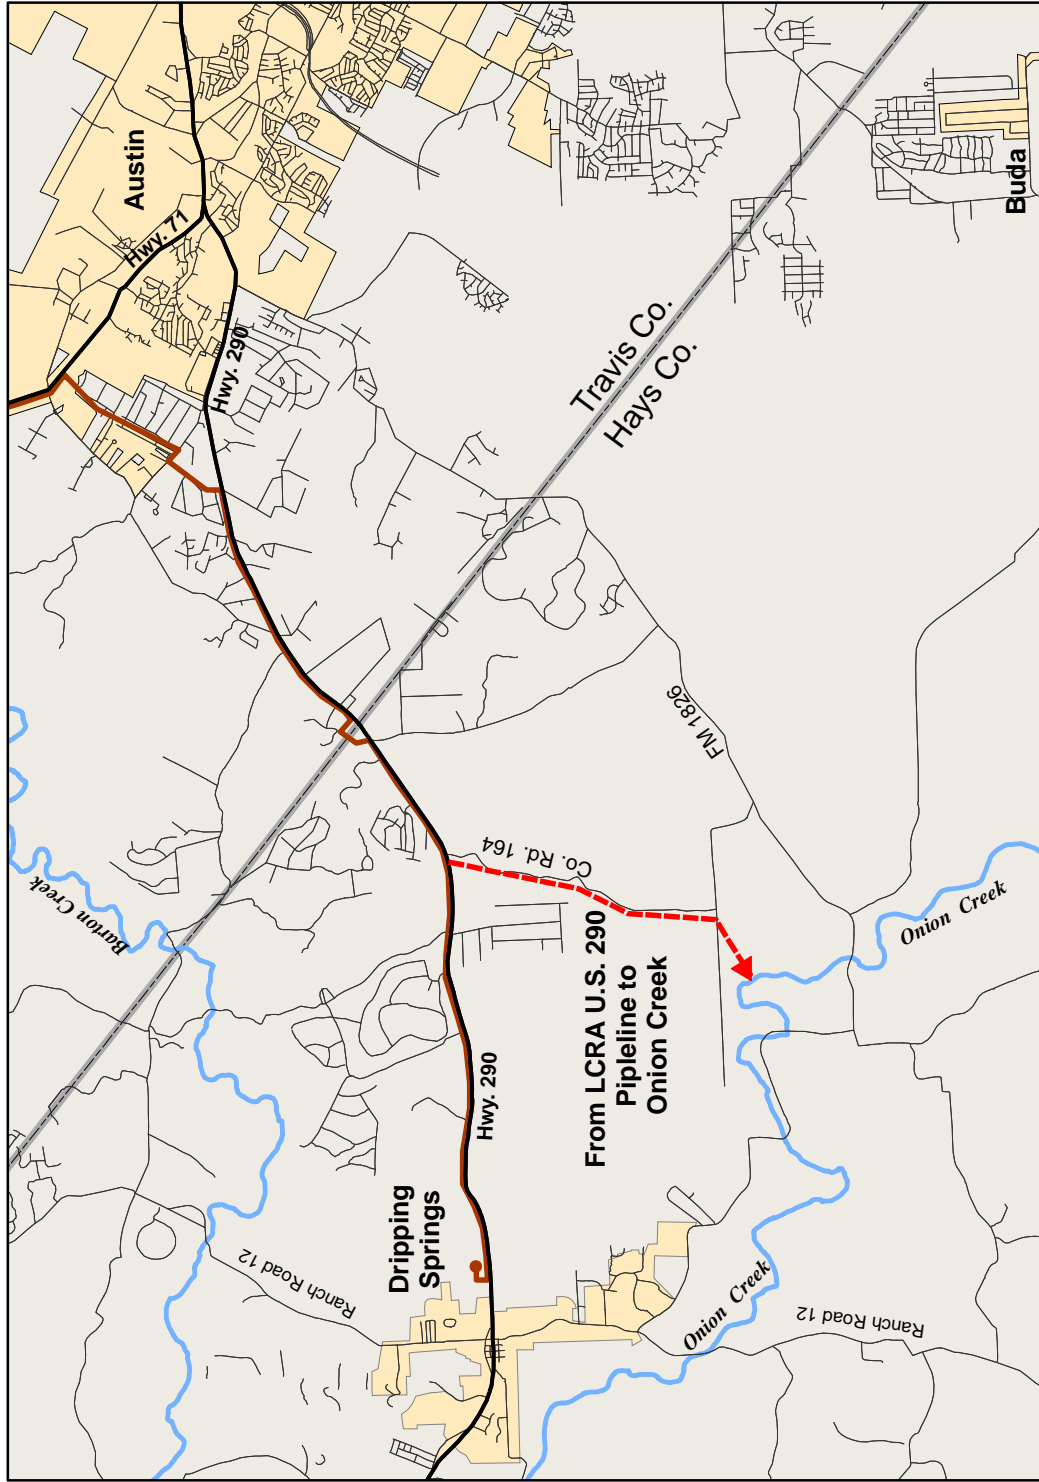 Austin
Hwy. 71
Hwy. 290
Buda
Travis Co.
Hays Co.
FM 1826
Barton Creek
Co. Rd. 164
Onion Creek
From LCRA U.S. 290
Pipleline to
Onion Creek
Hwy. 290
Dripping
Springs
Ranch Road 12
Onion Creek
Ranch Road 12